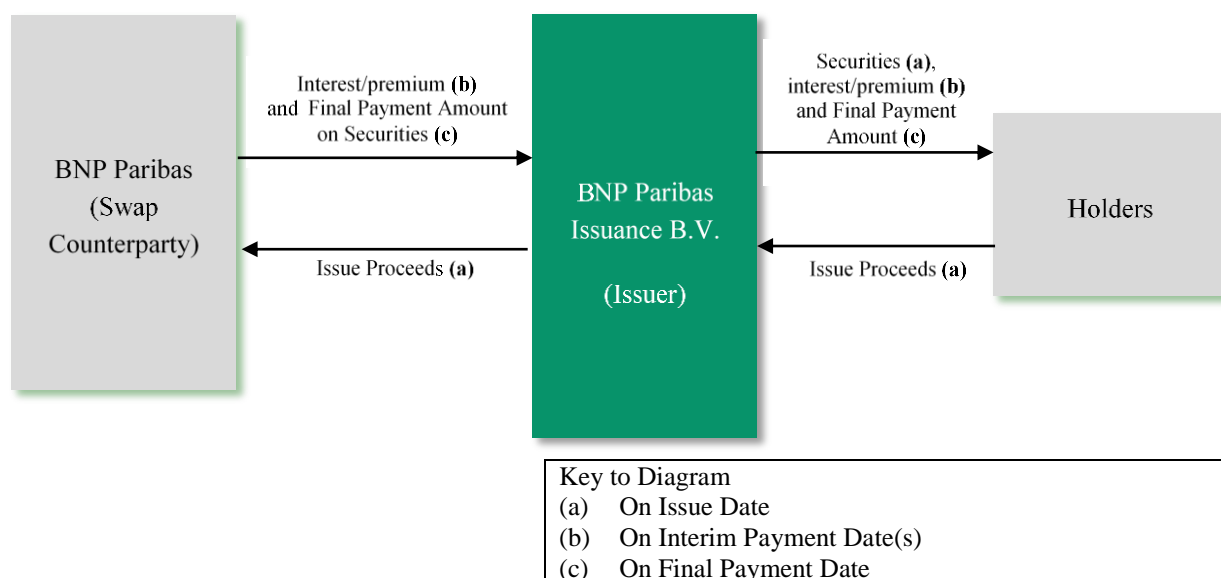 BNP Paribas
(Swap
Counterparty)
Interest/premium (b)
and Final Payment Amount
on Securities (c)
Issue Proceeds (a)
BNP Paribas
Issuance B.V.
(Issuer)
Securities (a),
interest/premium (b)
and Final Payment
Amount (c)
Issue Proceeds (a)
Holders
Key to Diagram
(a) On Issue Date
(b) On Interim Payment Date(s)
(c) On Final Payment Date